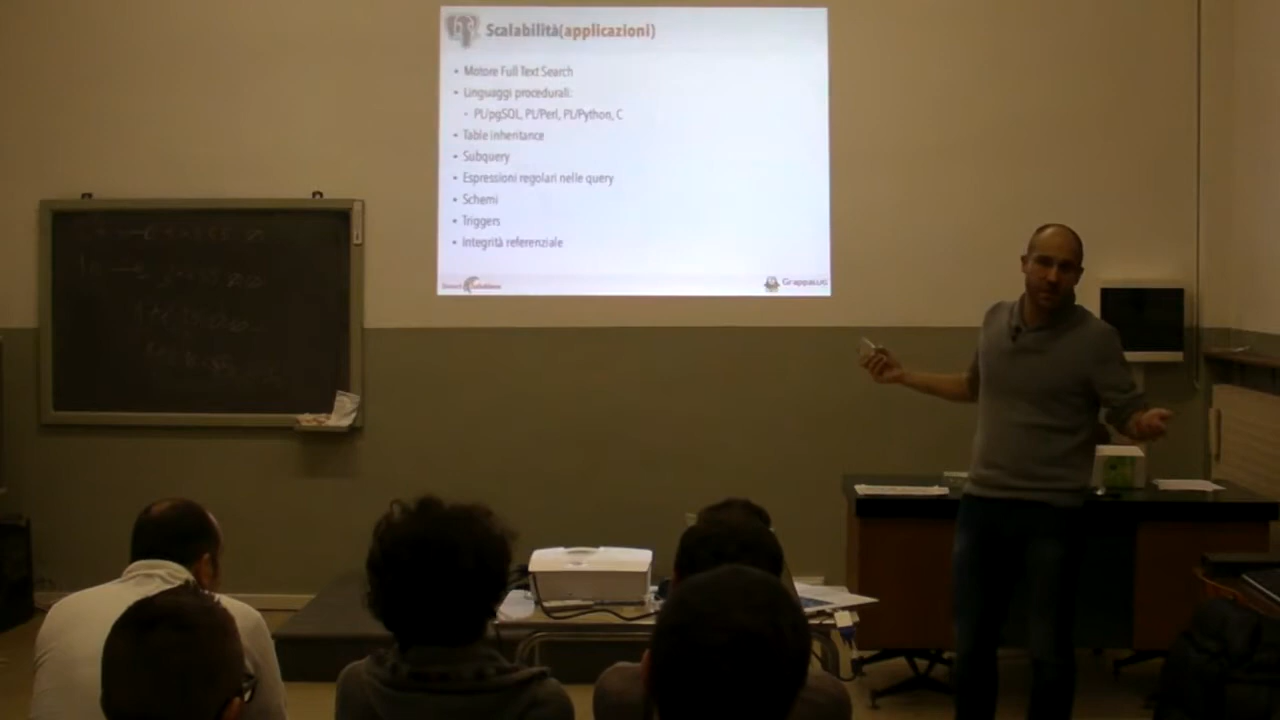 Scalabilità(applicazioni)
• Motore Full Text Search
• Linguaggi procedurali:
• PL/pgSQL, PL/Perl, PL/Python, C
• Table inheritance
• Subquery
• Espressioni regolari nelle query
• Schemi
• Triggers
• Integrità referenziale
GrappaLUG